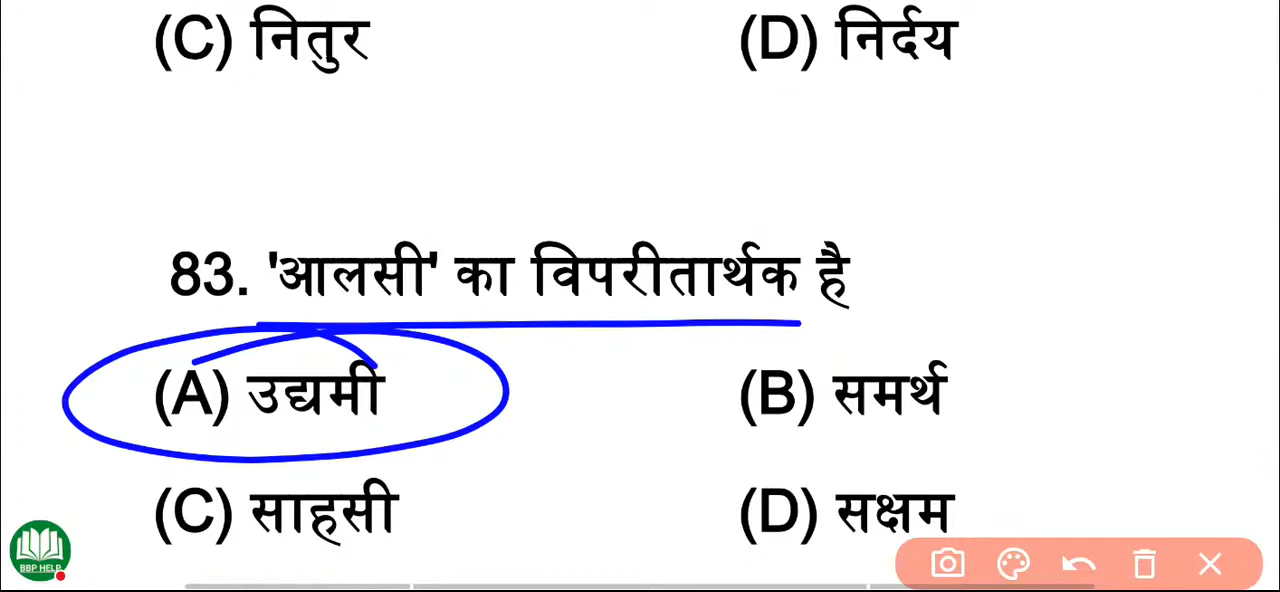 (C) नितुर (D) निर्दय
83. 'आलसी' का विपरीतार्थक है
(A) उद्यमी (B) समर्थ
(C) साहसी (D) सक्षम
BBP HELP